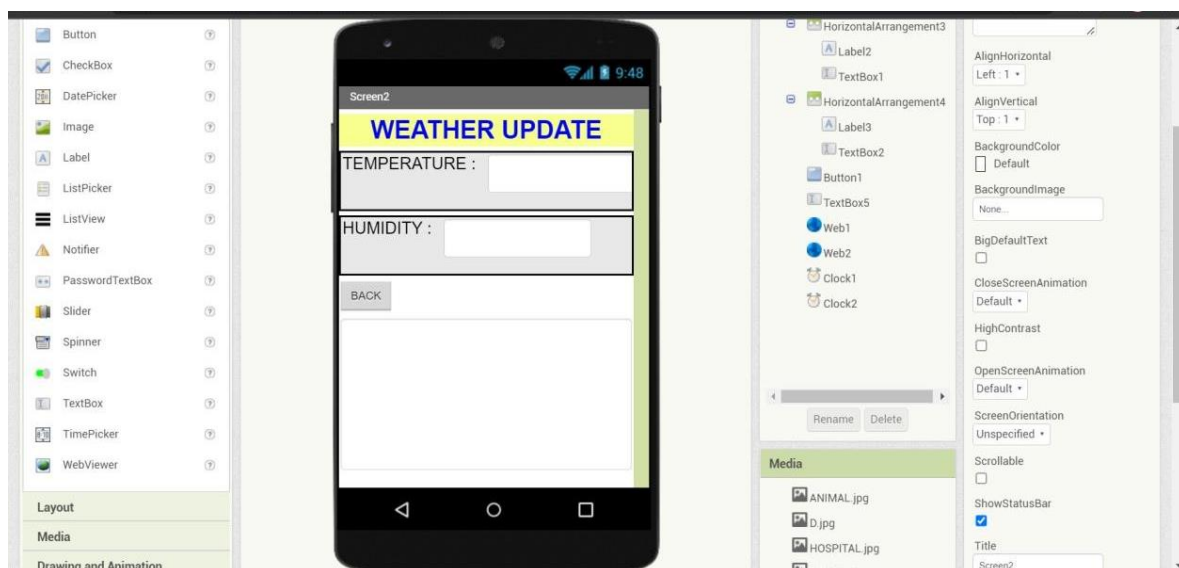 Button
CheckBox
DatePicker
Image
Label
ListPicker
ListView
Notifier
PasswordTextBox
Slider
Spinner
Switch
TextBox
TimePicker
WebViewer
Layout
Media
Drawing and Animation
9:48
Screen2
WEATHER UPDATE
TEMPERATURE :
HUMIDITY :
BACK
HorizontalArrangement3
Label2
TextBox1
HorizontalArrangement4
Label3
TextBox2
Button1
TextBox5
Web1
Web2
Clock1
Clock2
Rename Delete
Media
ANIMAL.jpg
D.jpg
HOSPITAL.jpg
AlignHorizontal
Left : 1
AlignVertical
Top : 1
BackgroundColor
Default
BackgroundImage
None...
BigDefaultText
CloseScreenAnimation
Default
HighContrast
OpenScreenAnimation
Default
ScreenOrientation
Unspecified
Scrollable
ShowStatusBar
Title
Screen2